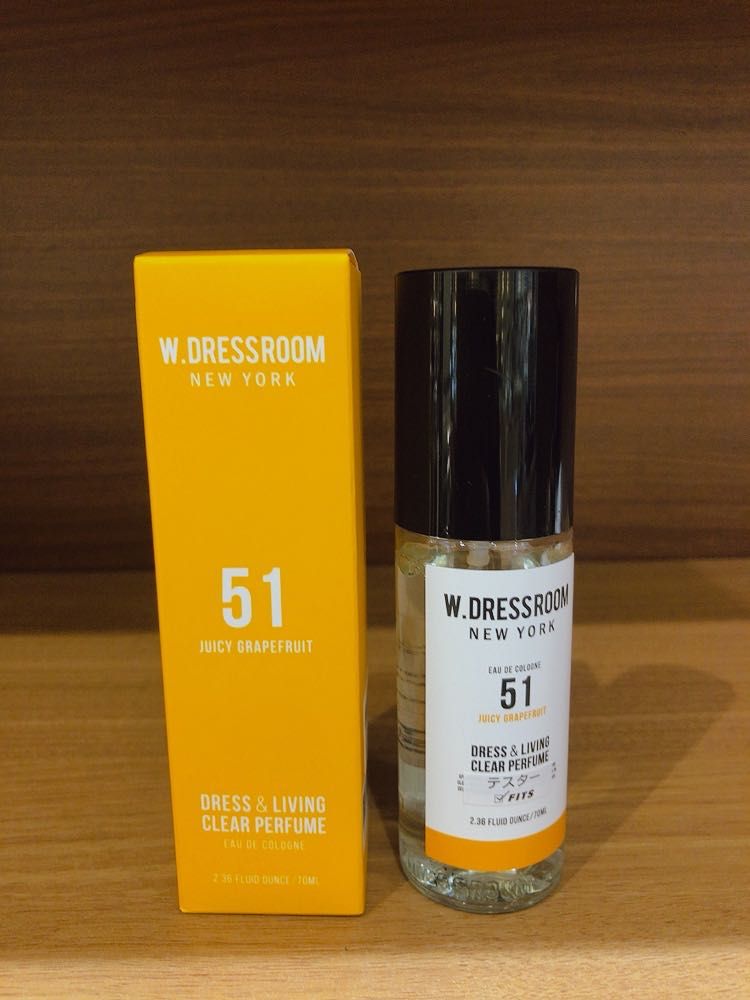 W.DRESSROOM
NEW YORK
51
JUICY GRAPEFRUIT
DRESS & LIVING
CLEAR PERFUME
EAU DE COLOGNE
2.36 FLUID OUNCE/70ML
W.DRESSROOM
NEW YORK
EAU DE COLOGNE
51
JUICY GRAPEFRUIT
DRESS & LIVING
CLEAR PERFUME
テスター
FITS
2.36 FLUID OUNCE/70ML